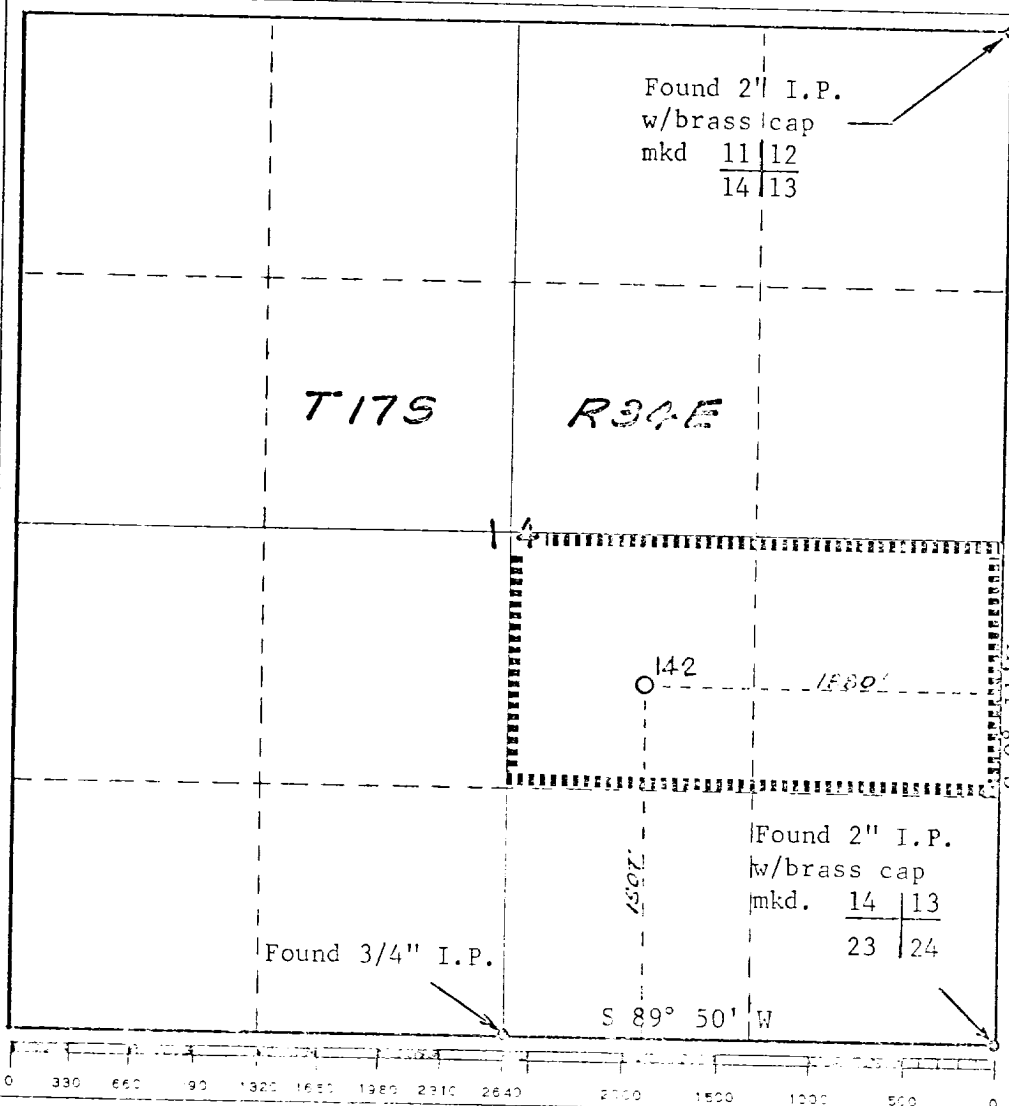 Found 2" I.P.
w/brass cap
mkd 11 12
14 13
T17S R34E
14
142
1880'
Found 2" I.P.
w/brass cap
mkd. 14 13
23 24
Found 3/4" I.P.
S 89° 50' W
0 330 660 90 1320 1650 1980 2310 2640 2000 1500 1000 500 0